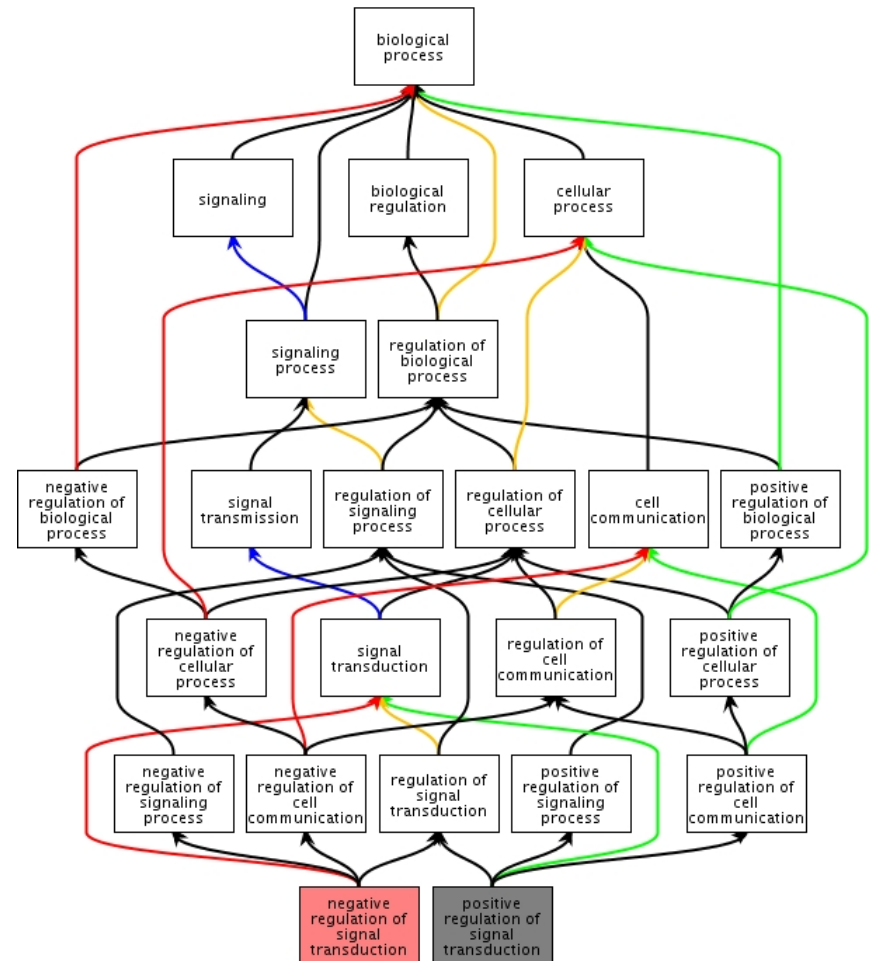 biological
process
signaling
biological
regulation
cellular
process
signaling
process
regulation of
biological
process
negative
regulation of
biological
process
signal
transmission
regulation of
signaling
process
regulation of
cellular
process
cell
communication
positive
regulation of
biological
process
negative
regulation of
cellular
process
signal
transduction
regulation of
cell
communication
positive
regulation of
cellular
process
negative
regulation of
signaling
process
negative
regulation of
cell
communication
regulation of
signal
transduction
positive
regulation of
signaling
process
positive
regulation of
cell
communication
negative
regulation of
signal
transduction
positive
regulation of
signal
transduction